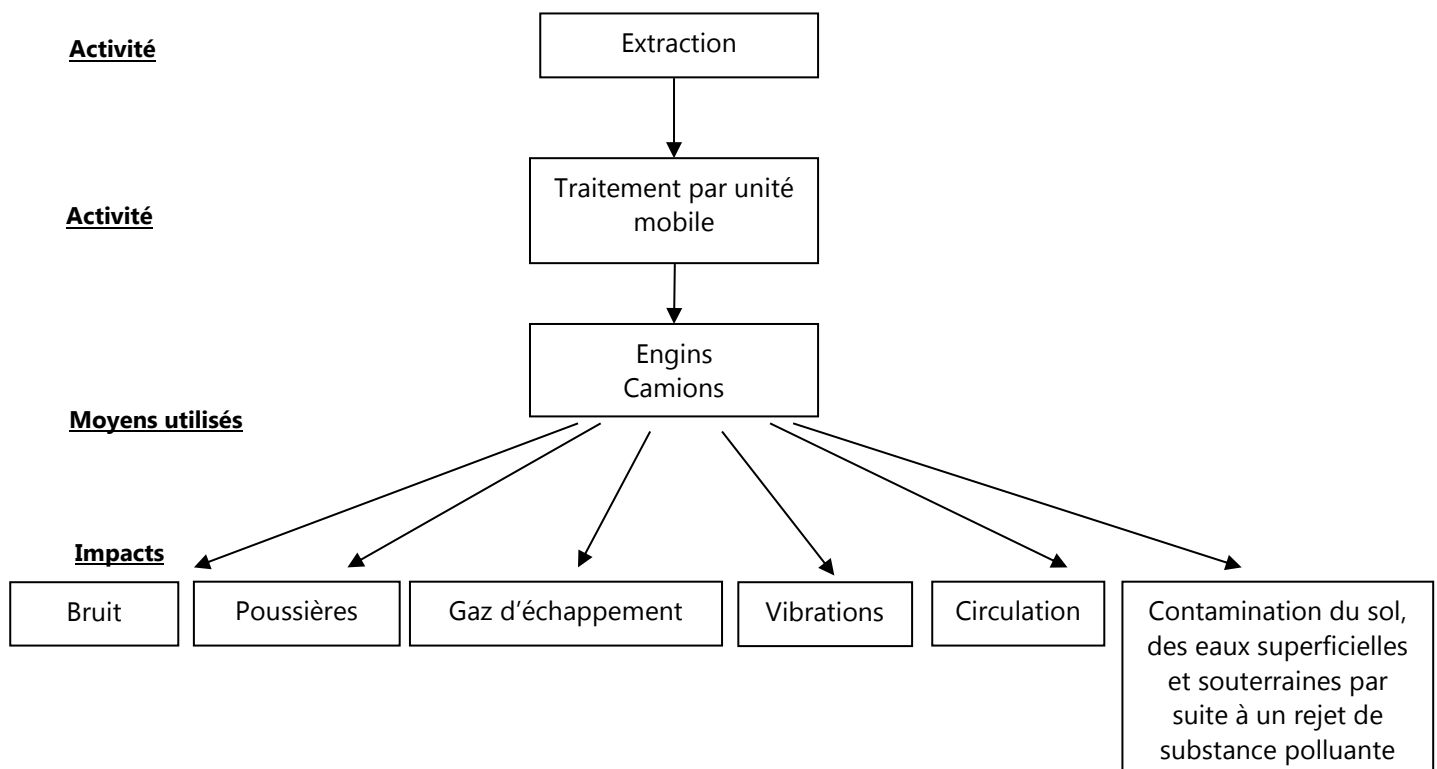 Activité
Extraction
Activité
Traitement par unité
mobile
Engins
Camions
Moyens utilisés
Impacts
Bruit
Poussières
Gaz d'échappement
Vibrations
Circulation
Contamination du sol,
des eaux superficielles
et souterraines par
suite à un rejet de
substance polluante